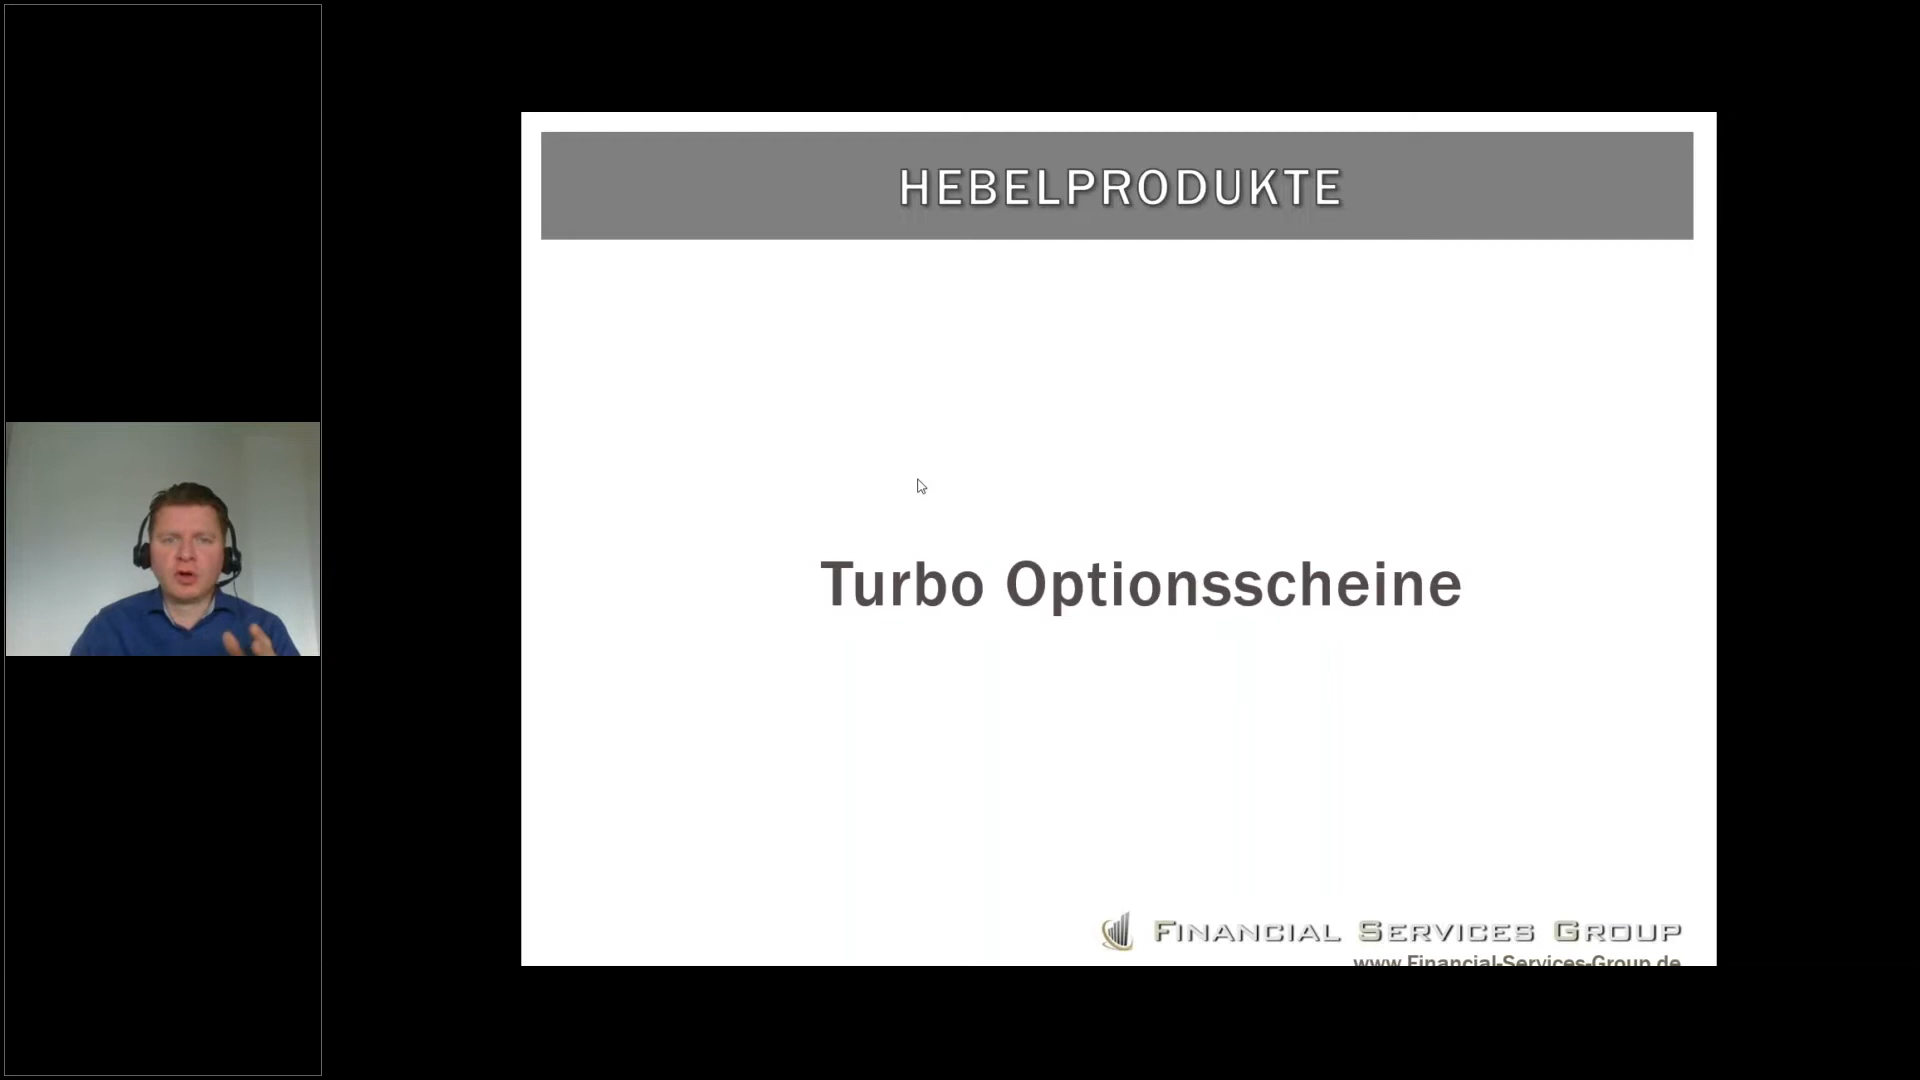 HEBELPRODUKTE
Turbo Optionsscheine
FINANCIAL SERVICES GROUP
www.Financial-Services-Group.de